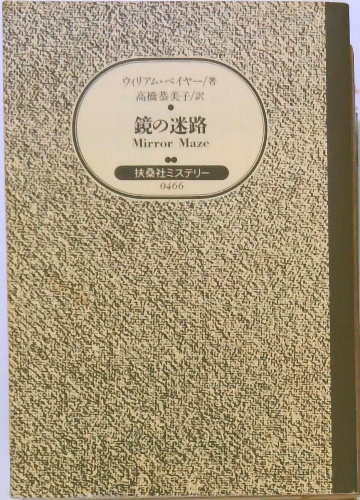 ウィリアム・ベイヤー/著
高橋恭美子/訳
鏡の迷路
Mirror Maze
扶桑社ミステリー
0466